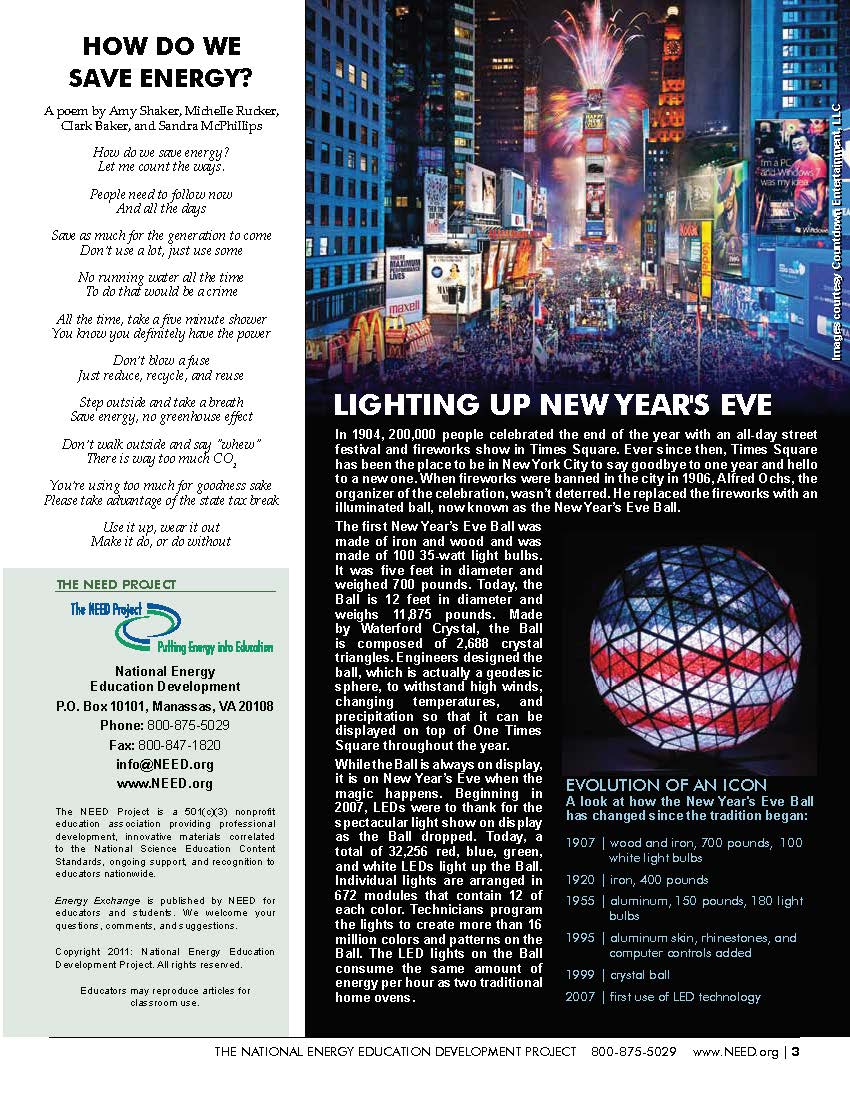 HOW DO WE
SAVE ENERGY?
A poem by Amy Shaker, Michelle Rucker,
Clark Baker, and Sandra McPhillips
How do we save energy?
Let me count the ways.
People need to follow now
And all the days
Save as much for the generation to come
Don't use a lot, just use some
No running water all the time
To do that would be a crime
All the time, take a five minute shower
You know you definitely have the power
Don't blow a fuse
Just reduce, recycle, and reuse
Step outside and take a breath
Save energy, no greenhouse effect
Don't walk outside and say "whew"
There is way too much CO2
You're using too much for goodness sake
Please take advantage of the state tax break
Use it up, wear it out
Make it do, or do without
THE NEED PROJECT
The NEED Project
Putting Energy into Education
National Energy
Education Development
P.O. Box 10101, Manassas, VA 20108
Phone: 800-875-5029
Fax: 800-847-1820
info@NEED.org
www.NEED.org
The NEED Project is a 501(c)(3) nonprofit
education association providing professional
development, innovative materials correlated
to the National Science Education Content
Standards, ongoing support, and recognition to
educators nationwide.
Energy Exchange is published by NEED for
educators and students. We welcome your
questions, comments, and suggestions.
Copyright 2011: National Energy Education
Development Project. All rights reserved.
Educators may reproduce articles for
classroom use.
HAPPY
NEW
I'm a PC
and Windows 7
was my idea.
Windows
Kodak
MAXIMUM
PERFORMANCE
LIVES
maxell
Images courtesy Countdown Entertainment, LLC
LIGHTING UP NEW YEAR'S EVE
In 1904, 200,000 people celebrated the end of the year with an all-day street
festival and fireworks show in Times Square. Ever since then, Times Square
has been the place to be in New York City to say goodbye to one year and hello
to a new one. When fireworks were banned in the city in 1906, Alfred Ochs, the
organizer of the celebration, wasn't deterred. He replaced the fireworks with an
illuminated ball, now known as the New Year's Eve Ball.
The first New Year's Eve Ball was
made of iron and wood and was
made of 100 35-watt light bulbs.
It was five feet in diameter and
weighed 700 pounds. Today, the
Ball is 12 feet in diameter and
weighs 11,875 pounds. Made
by Waterford Crystal, the Ball
is composed of 2,688 crystal
triangles. Engineers designed the
ball, which is actually a geodesic
sphere, to withstand high winds,
changing temperatures, and
precipitation so that it can be
displayed on top of One Times
Square throughout the year.
While the Ball is always on display,
it is on New Year's Eve when the
magic happens. Beginning in
2007, LEDs were to thank for the
spectacular light show on display
as the Ball dropped. Today, a
total of 32,256 red, blue, green,
and white LEDs light up the Ball.
Individual lights are arranged in
672 modules that contain 12 of
each color. Technicians program
the lights to create more than 16
million colors and patterns on the
Ball. The LED lights on the Ball
consume the same amount of
energy per hour as two traditional
home ovens.
EVOLUTION OF AN ICON
A look at how the New Year's Eve Ball
has changed since the tradition began:
1907 | wood and iron, 700 pounds, 100
white light bulbs
1920 | iron, 400 pounds
1955 | aluminum, 150 pounds, 180 light
bulbs
1995 | aluminum skin, rhinestones, and
computer controls added
1999 | crystal ball
2007 | first use of LED technology
THE NATIONAL ENERGY EDUCATION DEVELOPMENT PROJECT 800-875-5029 www.NEED.org | 3